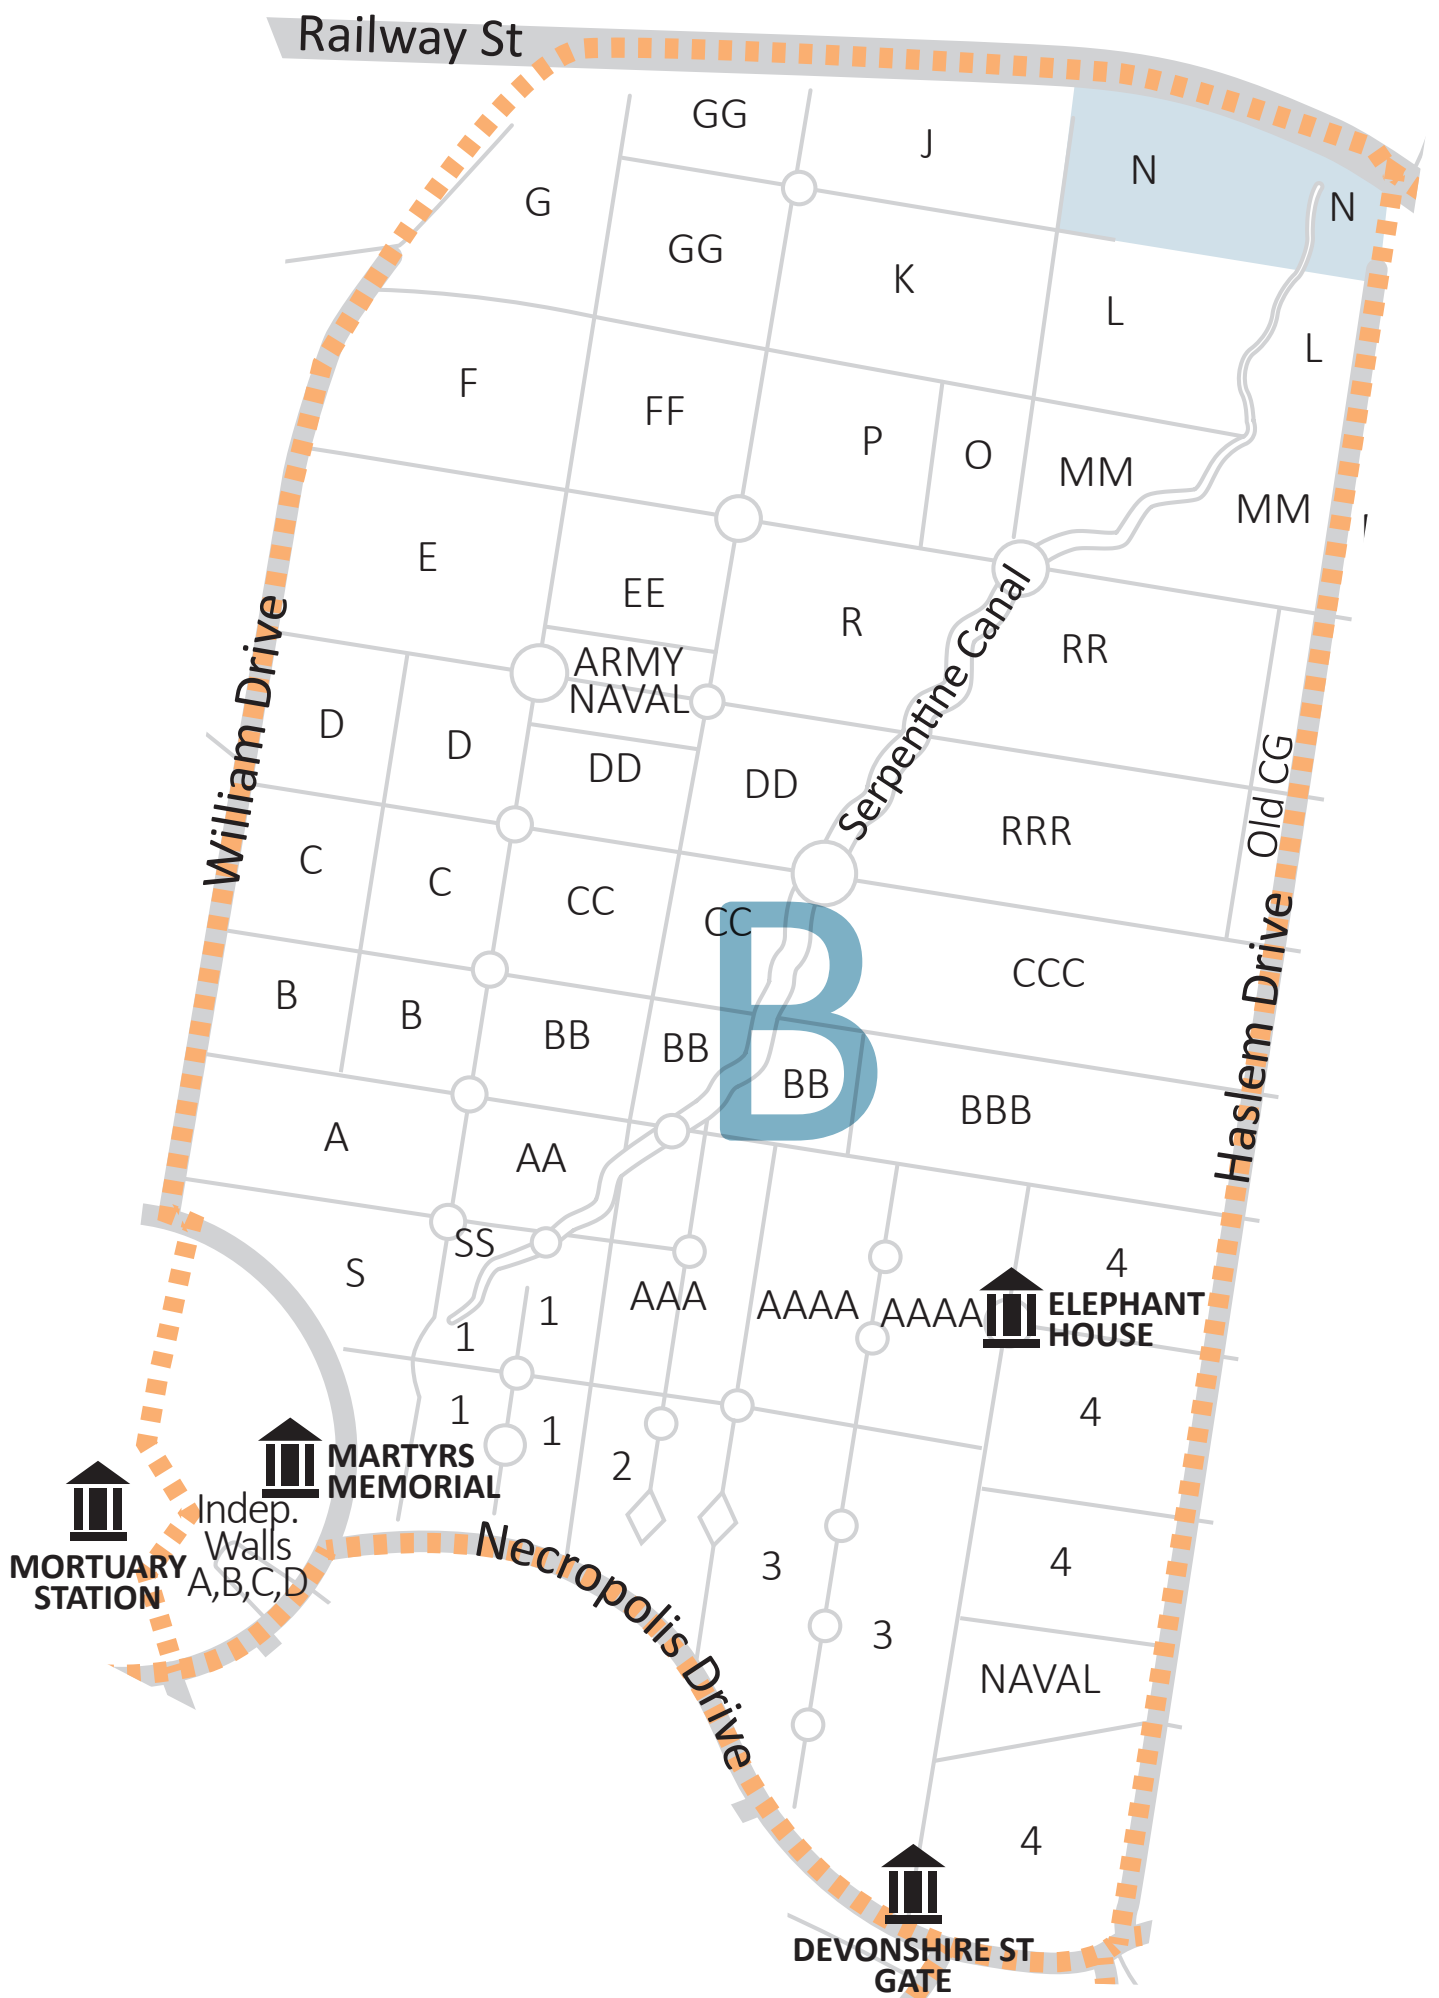 Railway St
GG
J
N
N
G
GG
K
L
L
F
FF
P
O
MM
MM
E
EE
R
RR
ARMY
NAVAL
William Drive
Serpentine Canal
D
D
DD
DD
RRR
Old CG
C
C
CC
CC
CCC
Haslem Drive
B
B
B
BB
BB
BB
BBB
A
AA
S
SS
1
1
AAA
AAAA
AAAA
4
ELEPHANT
HOUSE
1
1
2
4
MARTYRS
MEMORIAL
Indep.
Walls
A,B,C,D
MORTUARY
STATION
Necropolis Drive
3
3
4
NAVAL
4
DEVONSHIRE ST
GATE